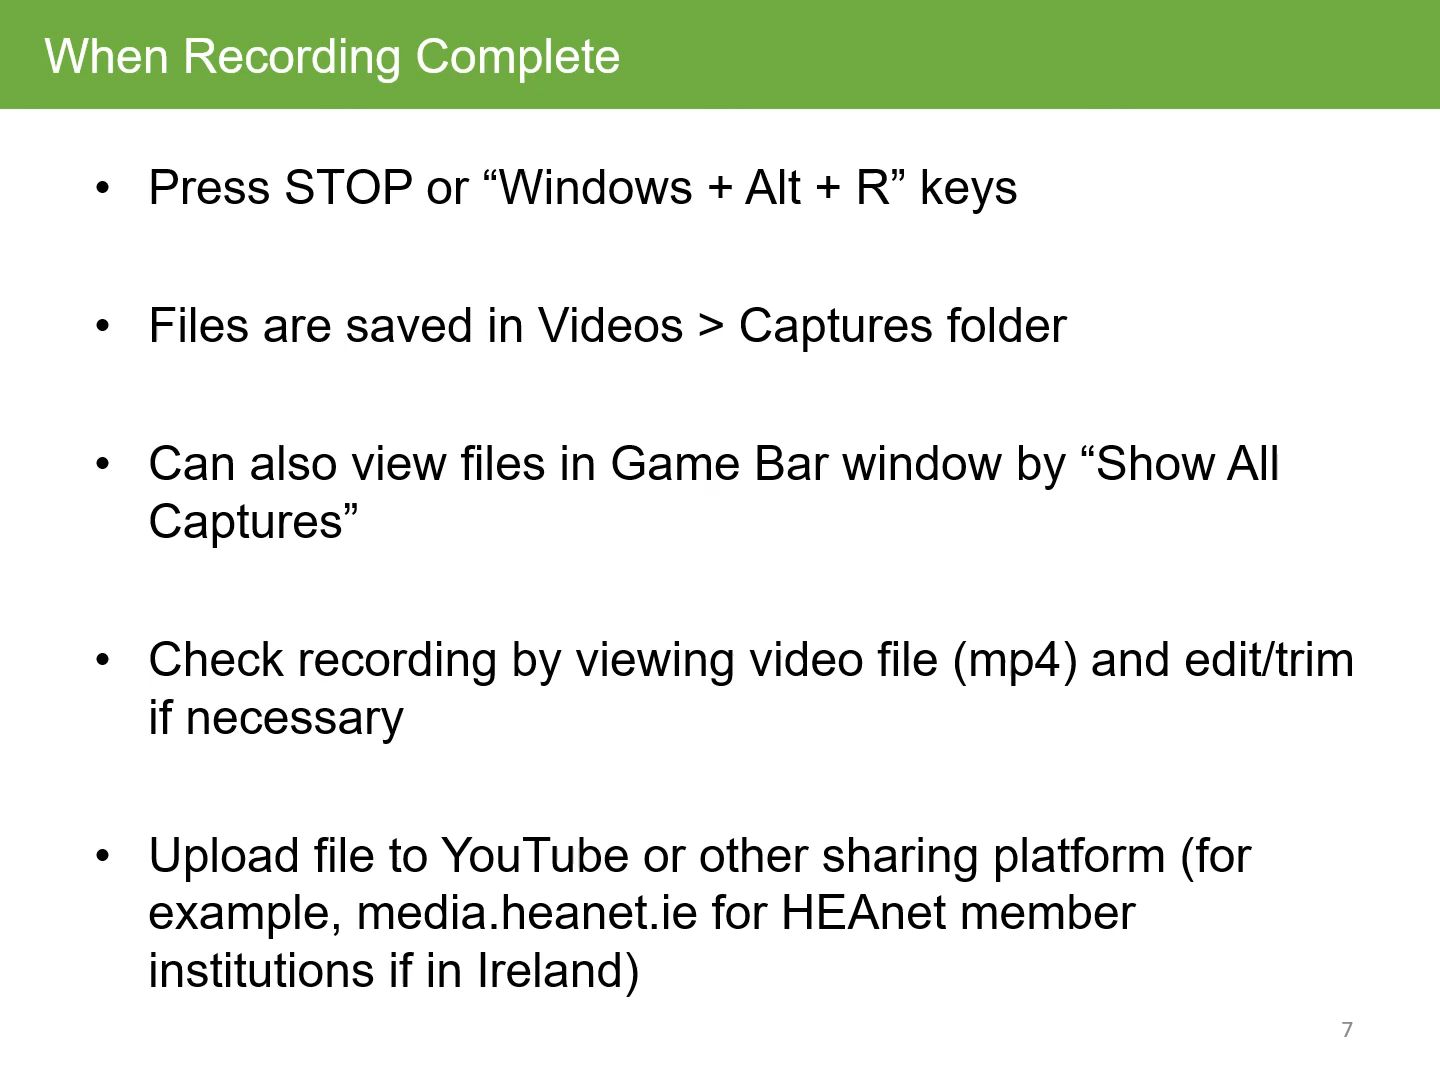 When Recording Complete
• Press STOP or “Windows + Alt + R” keys
• Files are saved in Videos > Captures folder
• Can also view files in Game Bar window by “Show All
Captures”
• Check recording by viewing video file (mp4) and edit/trim
if necessary
• Upload file to YouTube or other sharing platform (for
example, media.heanet.ie for HEAnet member
institutions if in Ireland)
7